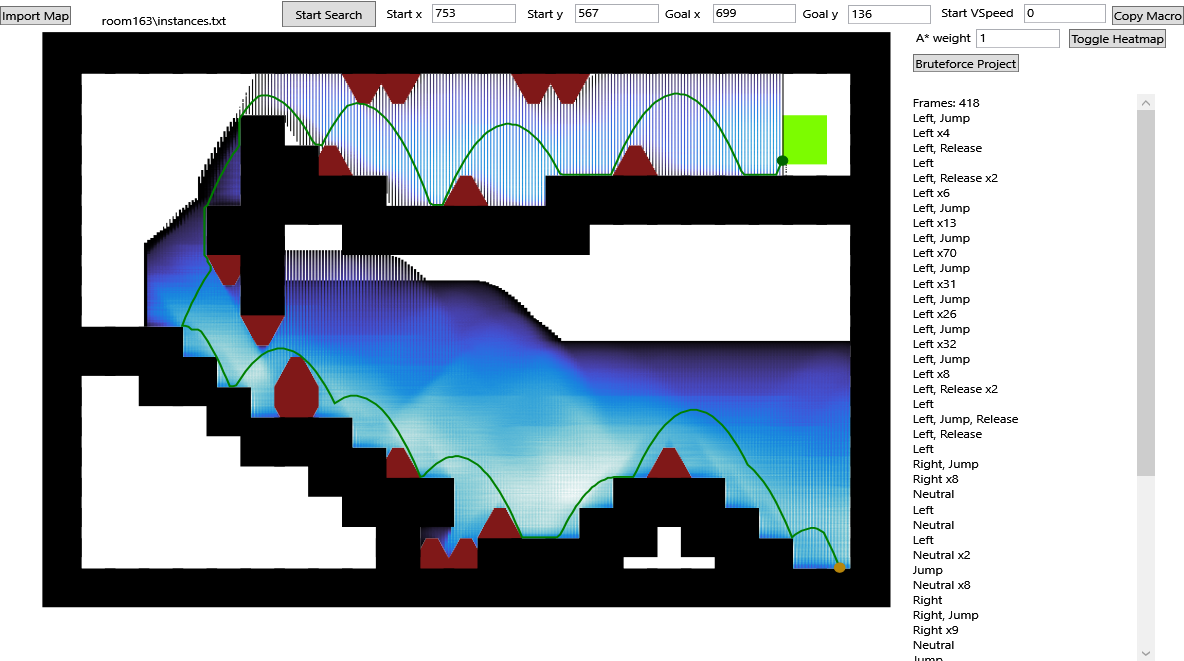 Import Map room163\instances.txt Start Search Start x 753 Start y 567 Goal x 699 Goal y 136 Start VSpeed 0 Copy Macro
A* weight 1 Toggle Heatmap
Bruteforce Project
Frames: 418
Left, Jump
Left x4
Left, Release
Left
Left, Release x2
Left x6
Left, Jump
Left x13
Left, Jump
Left x70
Left, Jump
Left x31
Left, Jump
Left x26
Left, Jump
Left x32
Left, Jump
Left x8
Left, Release x2
Left
Left, Jump, Release
Left, Release
Left
Right, Jump
Right x8
Neutral
Left
Neutral
Left
Neutral x2
Jump
Neutral x8
Right
Right, Jump
Right x9
Neutral
Jump